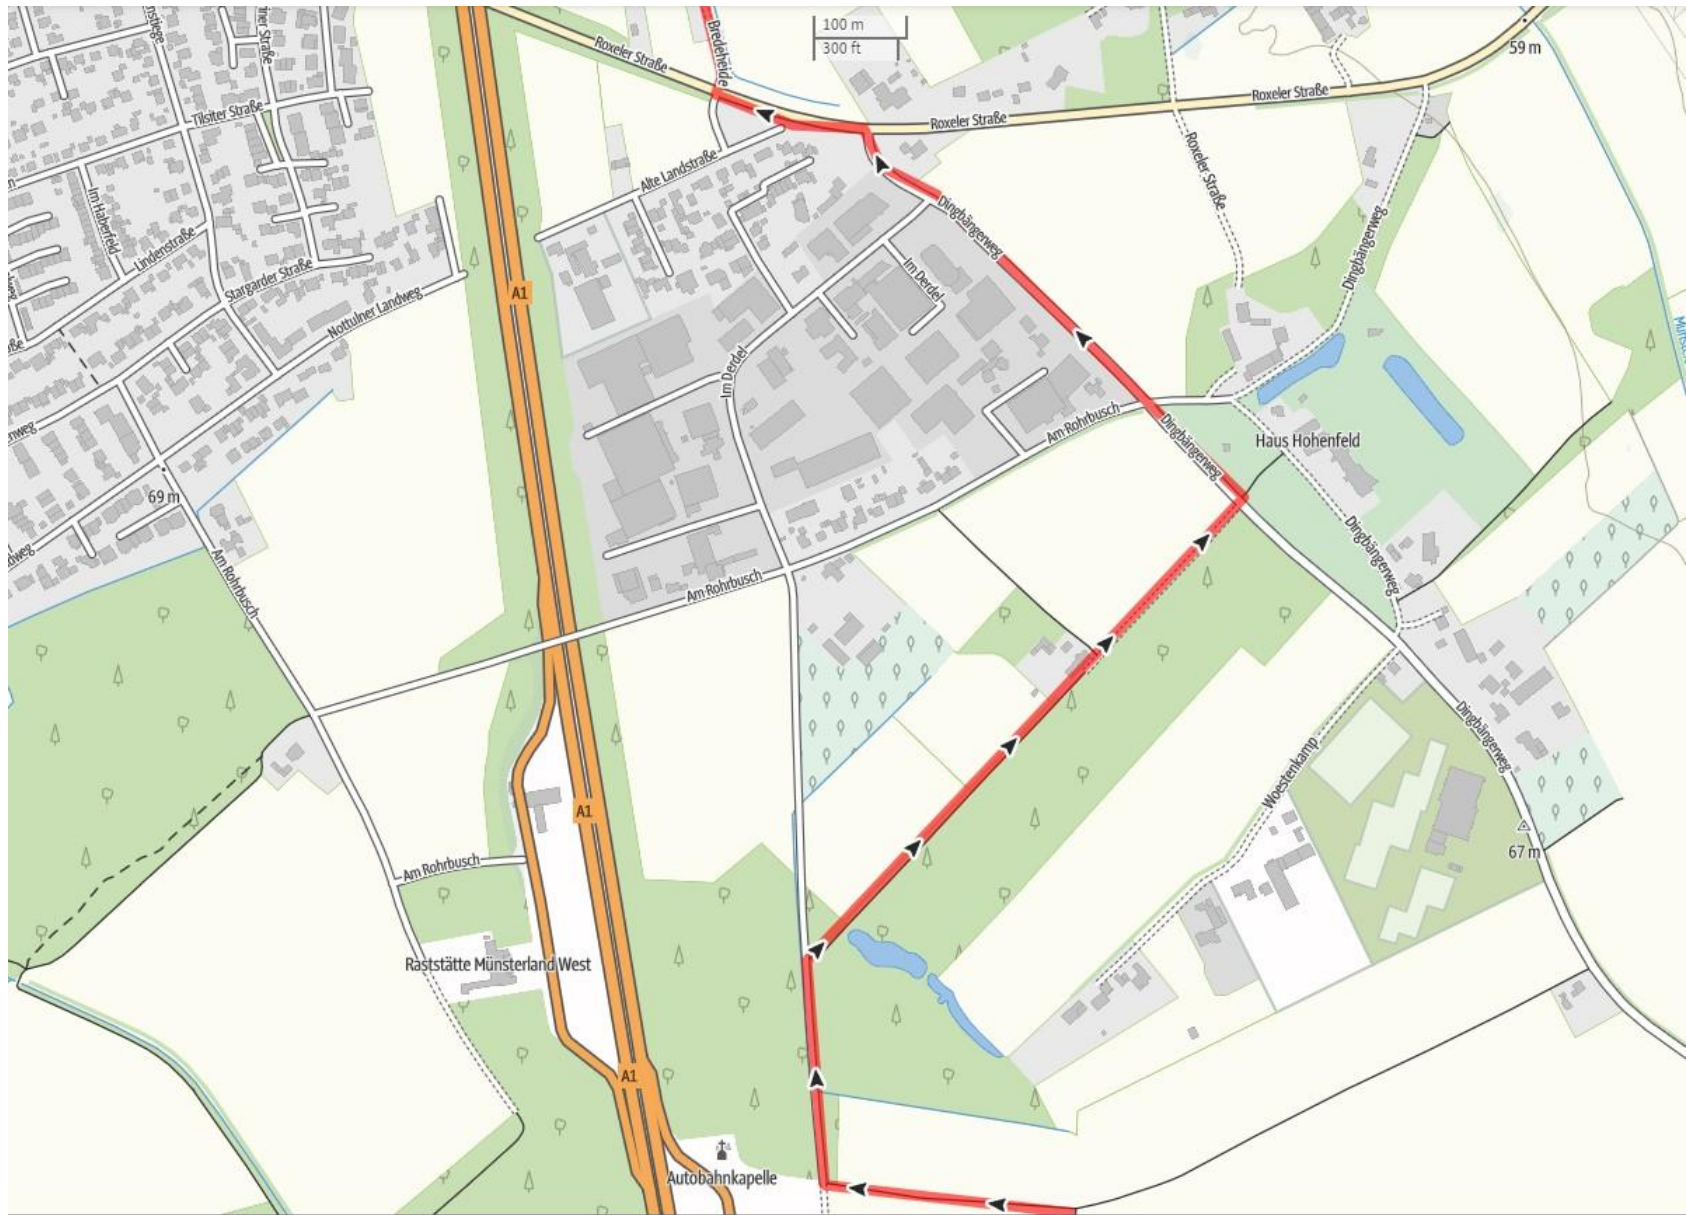 100 m
300 ft
Bredeheide
Roxeler Straße
59 m
Roxeler Straße
Roxeler Straße
Tilsiter Straße
Alte Landstraße
Roxeler Straße
Im Haberfeld
Lindenstraße
Dingbängerweg
Dingbängerweg
Stargarder Straße
Im Derdel
A1
Nottulner Landweg
Im Derdel
Am Rohrbusch
Dingbängerweg
Haus Hohenfeld
69 m
Dingbängerweg
Am Rohrbusch
Am Rohrbusch
Dingbängerweg
Woestenkamp
A1
67 m
Am Rohrbusch
Raststätte Münsterland West
A1
Autobahnkapelle